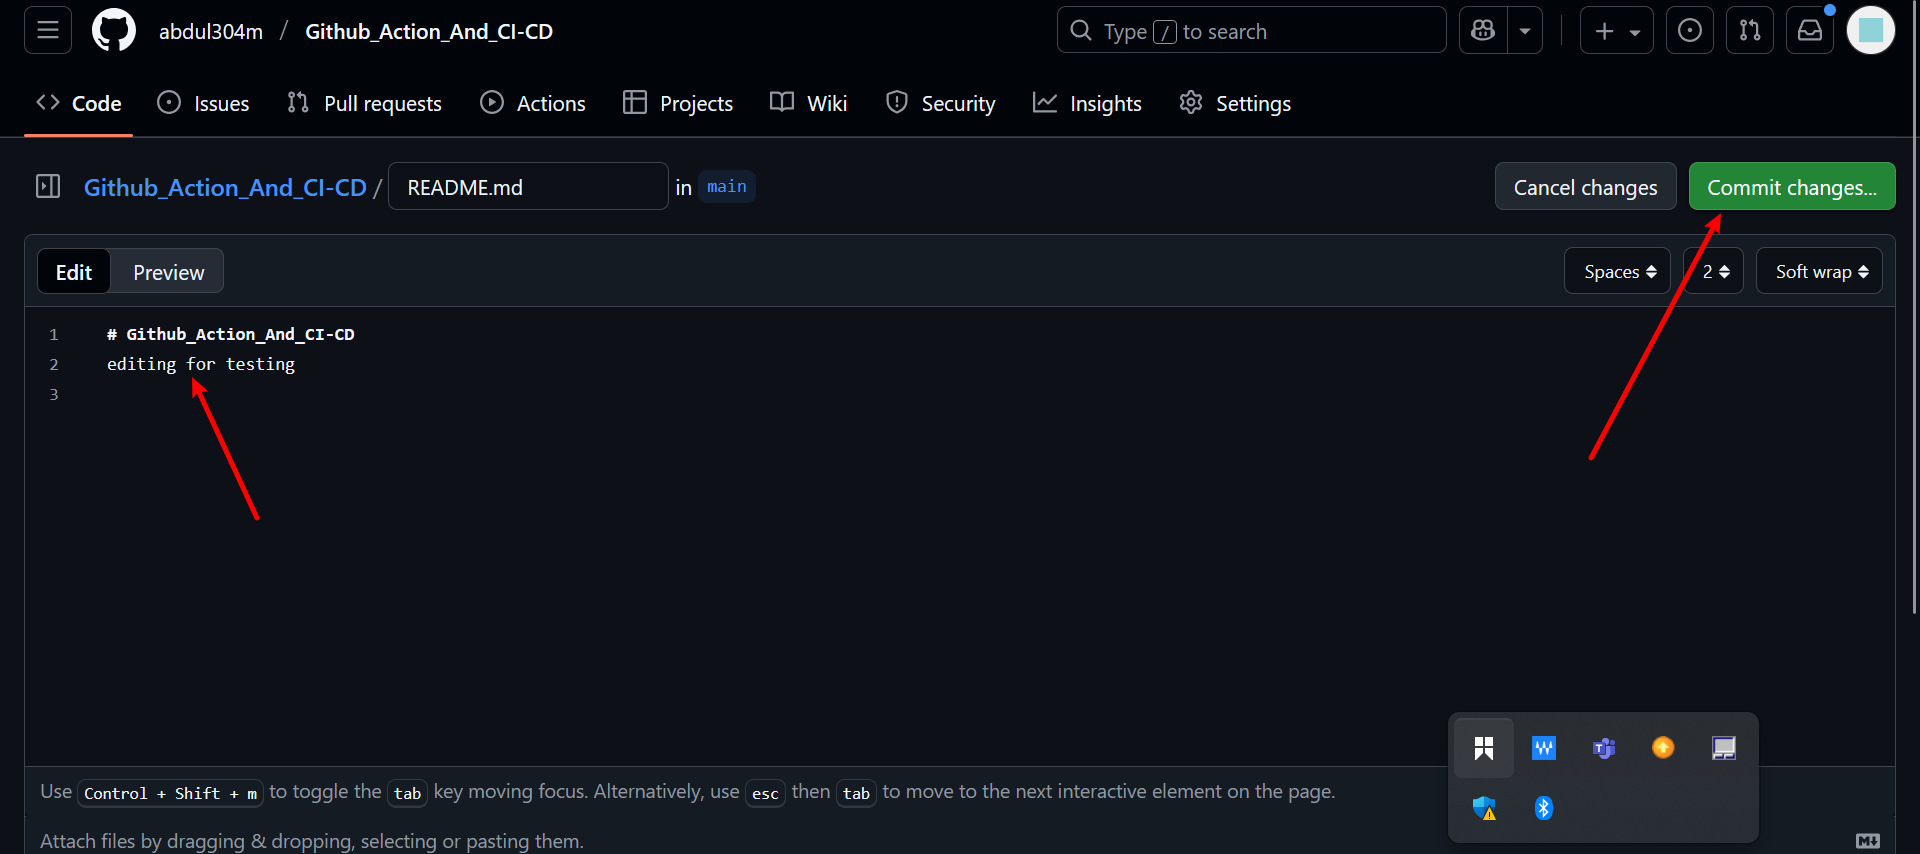 abdul304m / Github_Action_And_CI-CD
Type / to search
Code Issues Pull requests Actions Projects Wiki Security Insights Settings
Github_Action_And_CI-CD / README.md in main
Cancel changes Commit changes...
Edit Preview
Spaces 2 Soft wrap
1 # Github_Action_And_CI-CD
2 editing for testing
3
Use Control + Shift + m to toggle the tab key moving focus. Alternatively, use esc then tab to move to the next interactive element on the page.
Attach files by dragging & dropping, selecting or pasting them.